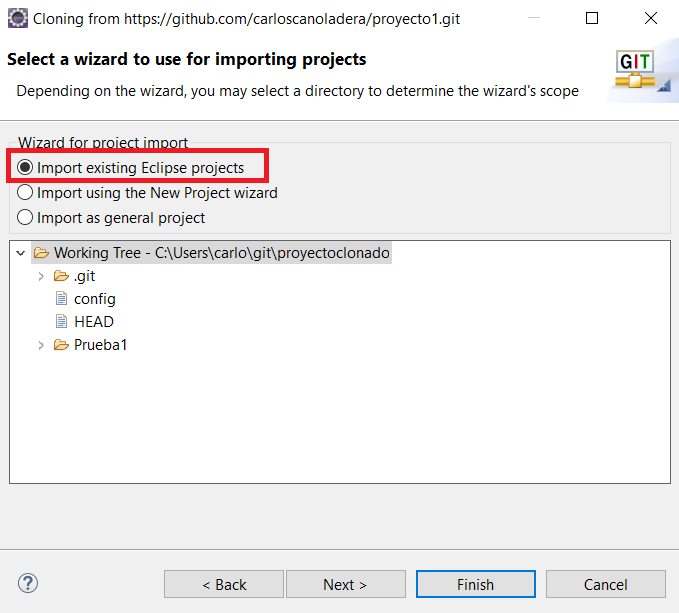 Cloning from https://github.com/carloscanoladera/proyecto1.git
Select a wizard to use for importing projects
GIT
Depending on the wizard, you may select a directory to determine the wizard's scope
Wizard for project import
Import existing Eclipse projects
Import using the New Project wizard
Import as general project
Working Tree - C:\Users\carlo\git\proyectoclonado
.git
config
HEAD
Prueba1
?
< Back
Next >
Finish
Cancel